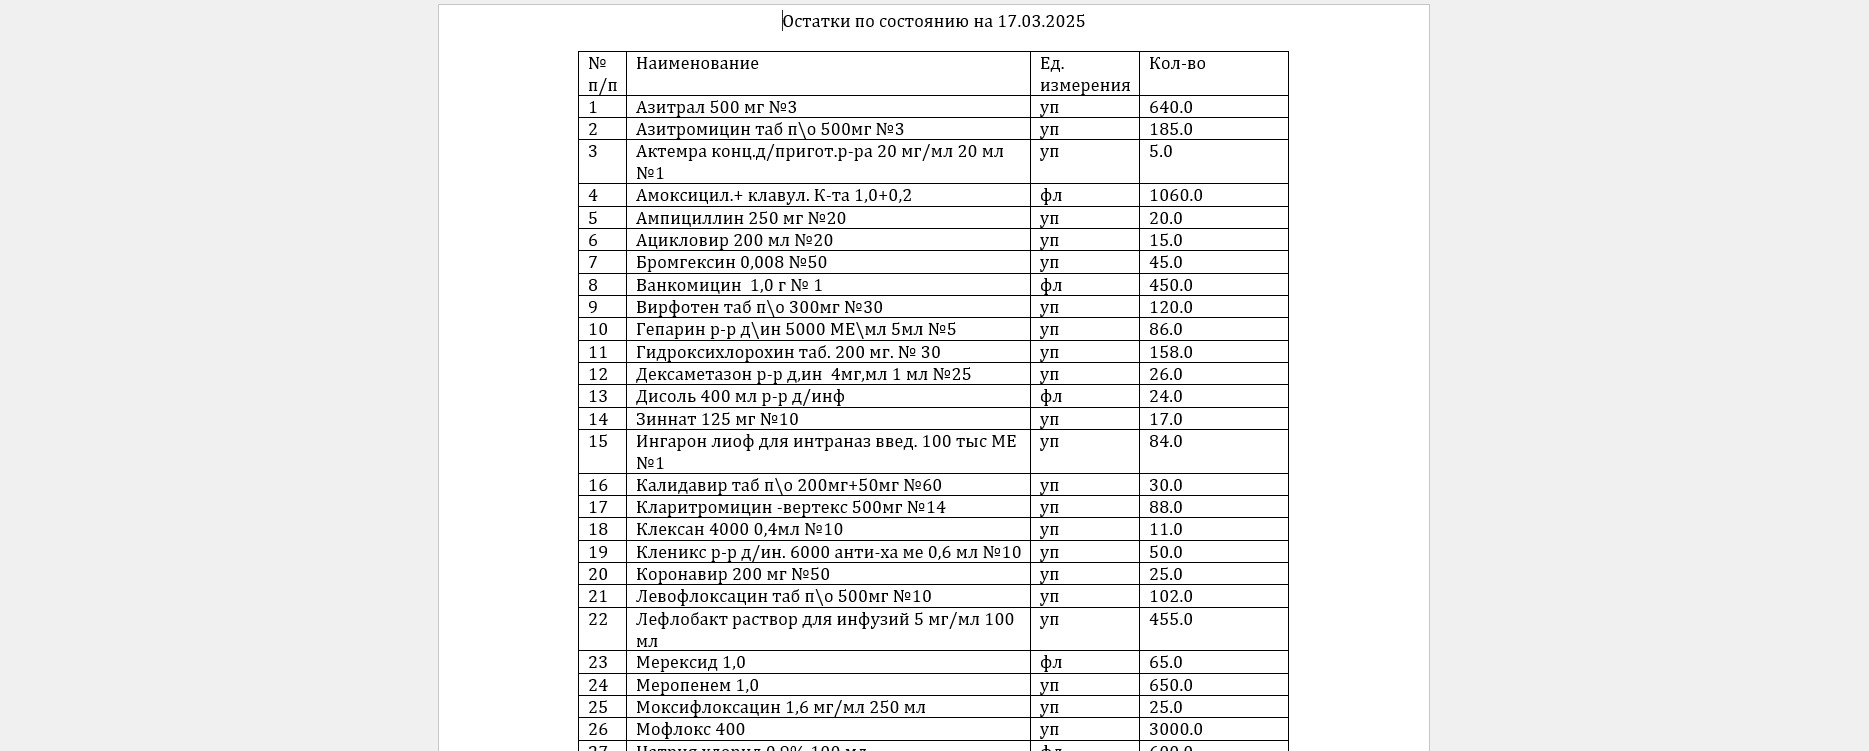 Остатки по состоянию на 17.03.2025
№ п/п Наименование Ед. измерения Кол-во
1 Азитрал 500 мг №3 уп 640.0
2 Азитромицин таб п\о 500мг №3 уп 185.0
3 Актемра конц.д/пригот.р-ра 20 мг/мл 20 мл №1 уп 5.0
4 Амоксицил.+ клавул. К-та 1,0+0,2 фл 1060.0
5 Ампициллин 250 мг №20 уп 20.0
6 Ацикловир 200 мл №20 уп 15.0
7 Бромгексин 0,008 №50 уп 45.0
8 Ванкомицин  1,0 г № 1 фл 450.0
9 Вирфотен таб п\о 300мг №30 уп 120.0
10 Гепарин р-р д\ин 5000 МЕ\мл 5мл №5 уп 86.0
11 Гидроксихлорохин таб. 200 мг. № 30 уп 158.0
12 Дексаметазон р-р д,ин  4мг,мл 1 мл №25 уп 26.0
13 Дисоль 400 мл р-р д/инф фл 24.0
14 Зиннат 125 мг №10 уп 17.0
15 Ингарон лиоф для интраназ введ. 100 тыс МЕ №1 уп 84.0
16 Калидавир таб п\о 200мг+50мг №60 уп 30.0
17 Кларитромицин -вертекс 500мг №14 уп 88.0
18 Клексан 4000 0,4мл №10 уп 11.0
19 Кленикс р-р д/ин. 6000 анти-ха ме 0,6 мл №10 уп 50.0
20 Коронавир 200 мг №50 уп 25.0
21 Левофлоксацин таб п\о 500мг №10 уп 102.0
22 Лефлобакт раствор для инфузий 5 мг/мл 100 мл уп 455.0
23 Мерексид 1,0 фл 65.0
24 Меропенем 1,0 уп 650.0
25 Моксифлоксацин 1,6 мг/мл 250 мл уп 25.0
26 Мофлокс 400 уп 3000.0